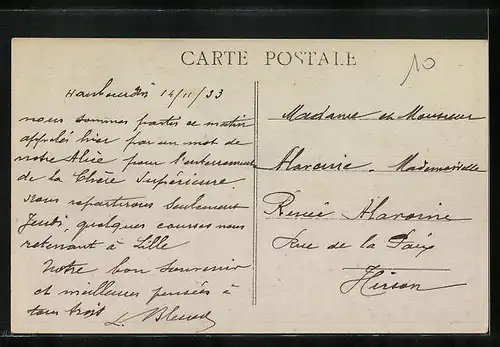 CARTE POSTALE
10
Haubourdin 14/11/33
nous sommes partis ce matin
appelés hier par un mot de
notre Alice pour l'enterrement
de la Chère Supérieure.
Nous repartirons seulement
Jeudi, quelques courses nous
retenant à Lille
Notre bon souvenir
et meilleures pensées à
tous trois
L.
Madame et Monsieur
Mademoiselle
Renée
Rue de la Paix
Hirson